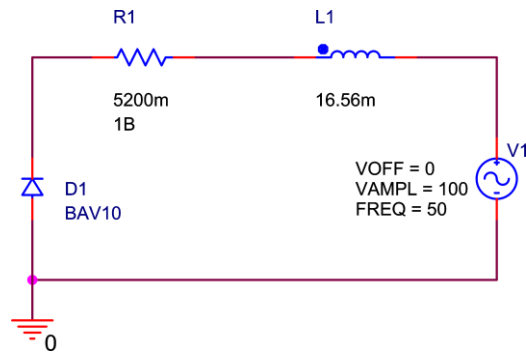 R1
L1
5200m
1B
16.56m
V1
VOFF = 0
VAMPL = 100
FREQ = 50
D1
BAV10
0